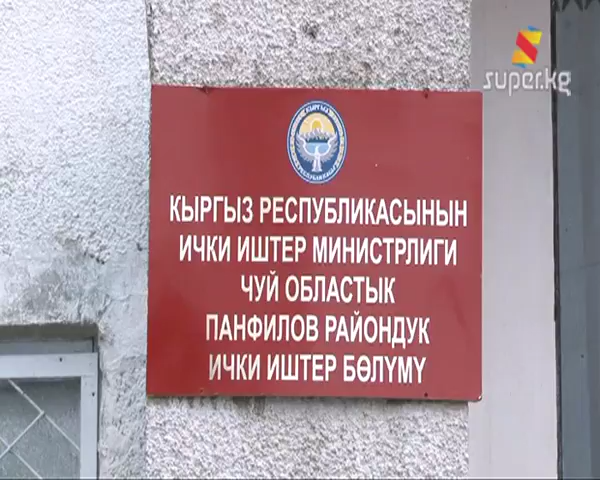 super.kg
КЫРГЫЗ РЕСПУБЛИКАСЫНЫН
ИЧКИ ИШТЕР МИНИСТРЛИГИ
ЧУЙ ОБЛАСТЫК
ПАНФИЛОВ РАЙОНДУК
ИЧКИ ИШТЕР БӨЛҮМҮ